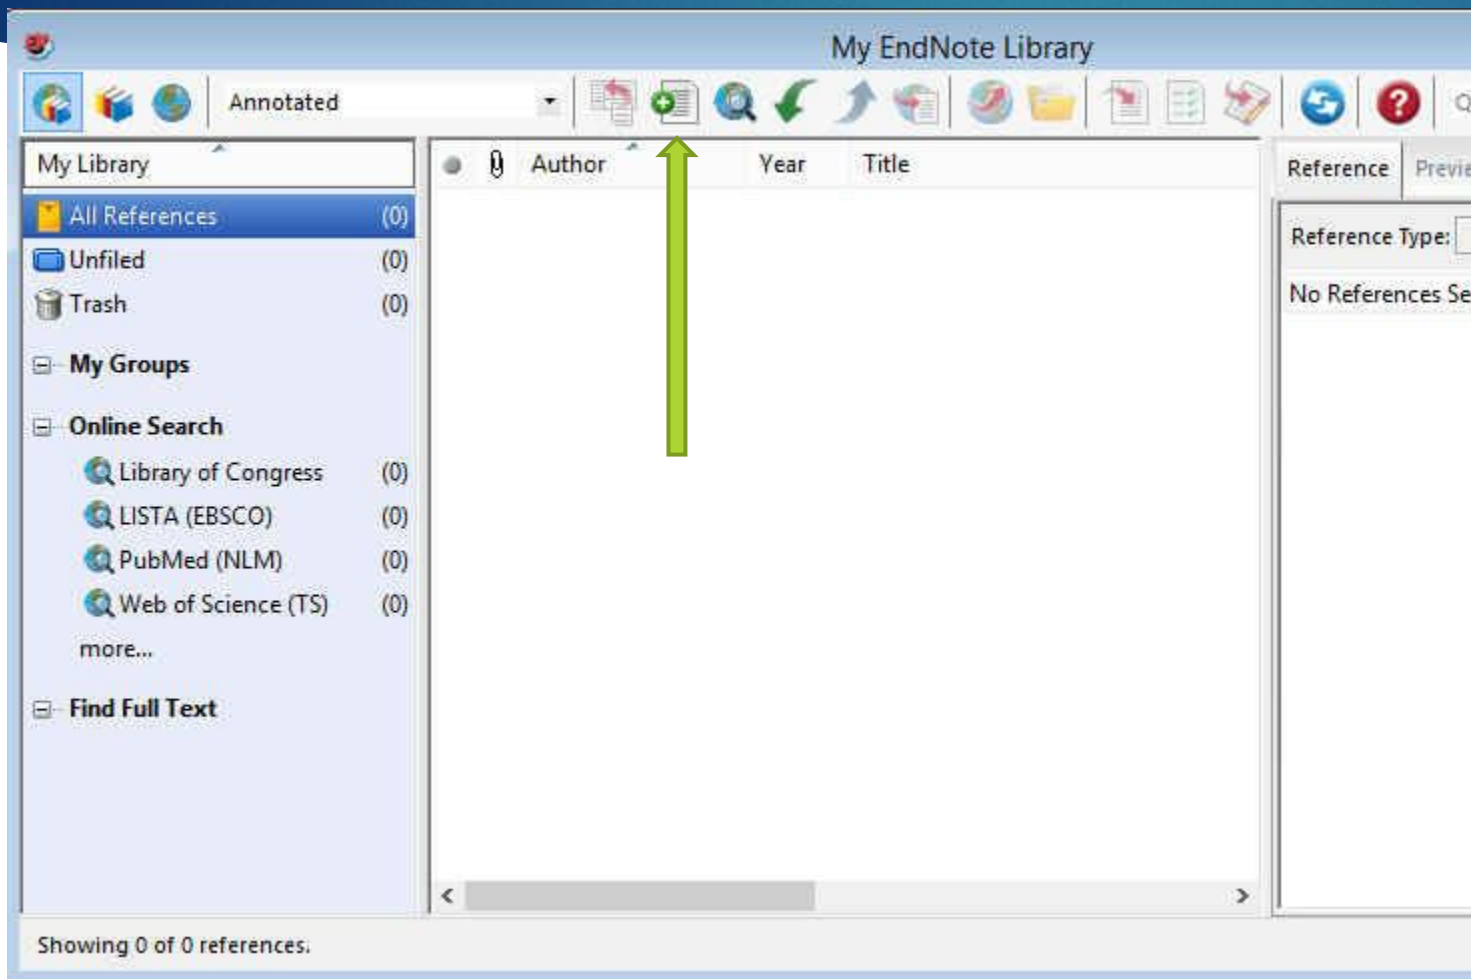 My EndNote Library
Annotated
My Library
All References (0)
Unfiled (0)
Trash (0)
My Groups
Online Search
Library of Congress (0)
LISTA (EBSCO) (0)
PubMed (NLM) (0)
Web of Science (TS) (0)
more...
Find Full Text
Author Year Title
Reference
Reference Type:
No References
Showing 0 of 0 references.